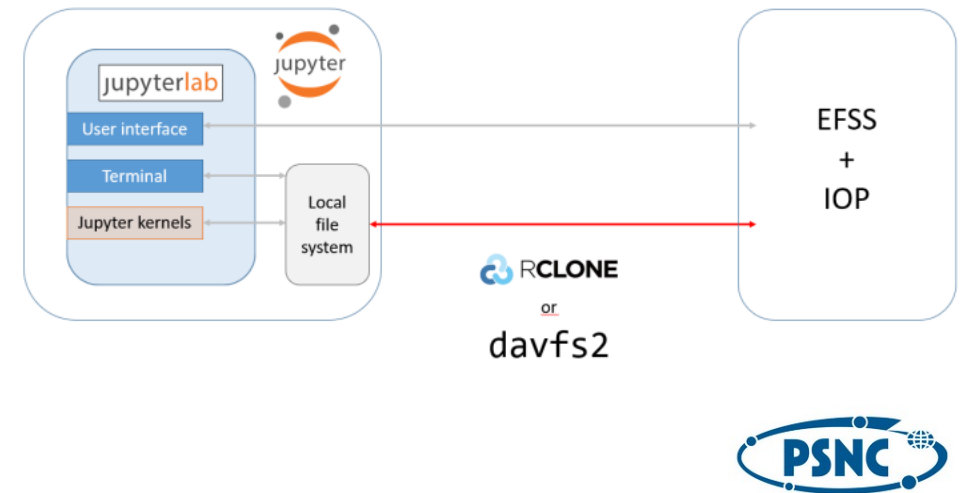 jupyterlab
jupyter
User interface
Terminal
Jupyter kernels
Local
file
system
EFSS
+
IOP
RCLONE
or
davfs2
PSNC